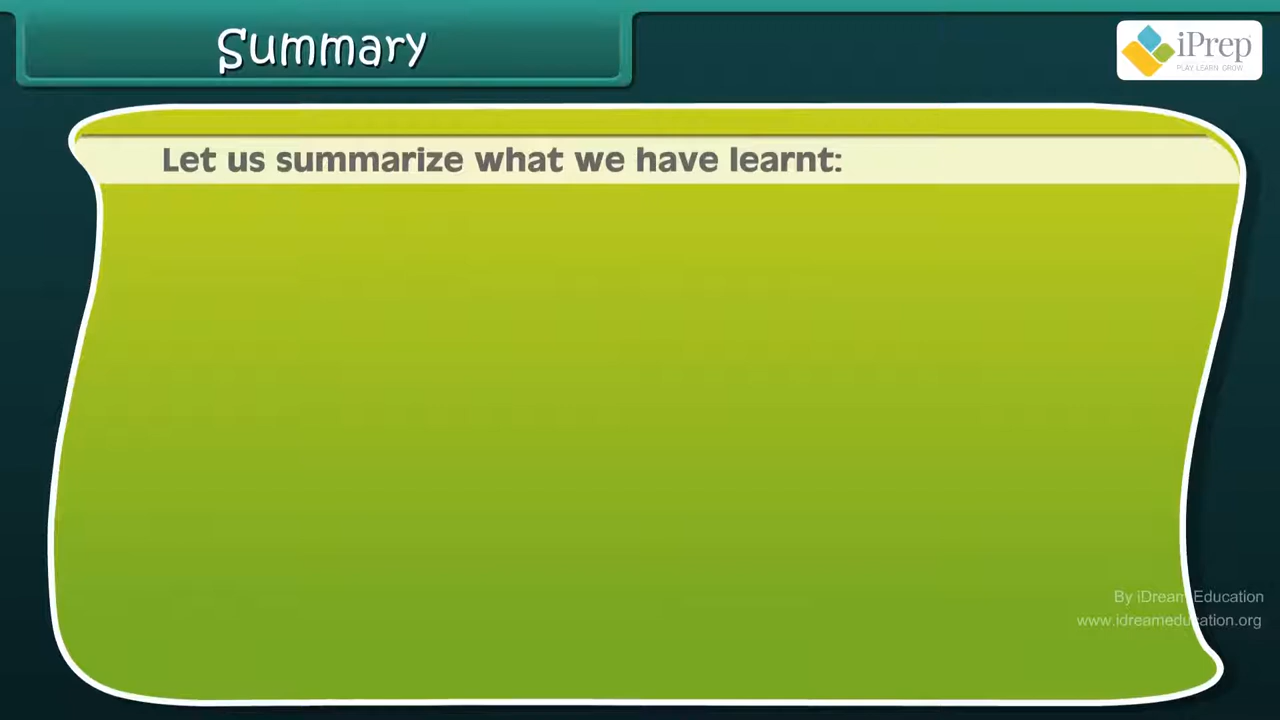 Summary
iPrep
PLAY LEARN GROW
Let us summarize what we have learnt:
By iDream Education
www.idreameducation.org